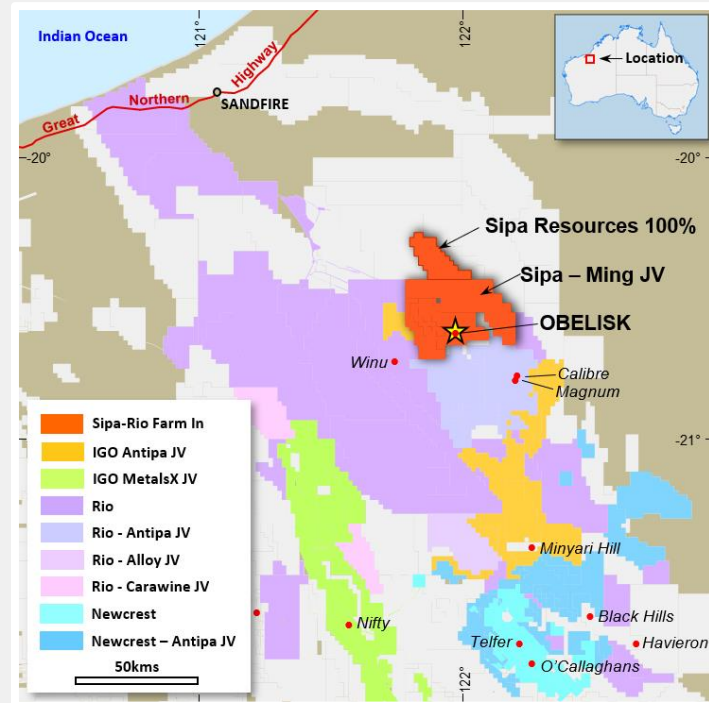 Indian Ocean
121°
122°
Location
Great
Northern
Highway
SANDFIRE
-20°
-20°
Sipa Resources 100%
Sipa – Ming JV
OBELISK
Winu
Calibre
Magnum
-21°
Sipa-Rio Farm In
IGO Antipa JV
IGO MetalsX JV
Rio
Rio - Antipa JV
Rio - Alloy JV
Rio - Carawine JV
Newcrest
Newcrest – Antipa JV
50kms
Minyari Hill
Nifty
Black Hills
Telfer
Havieron
O'Callaghans
122°